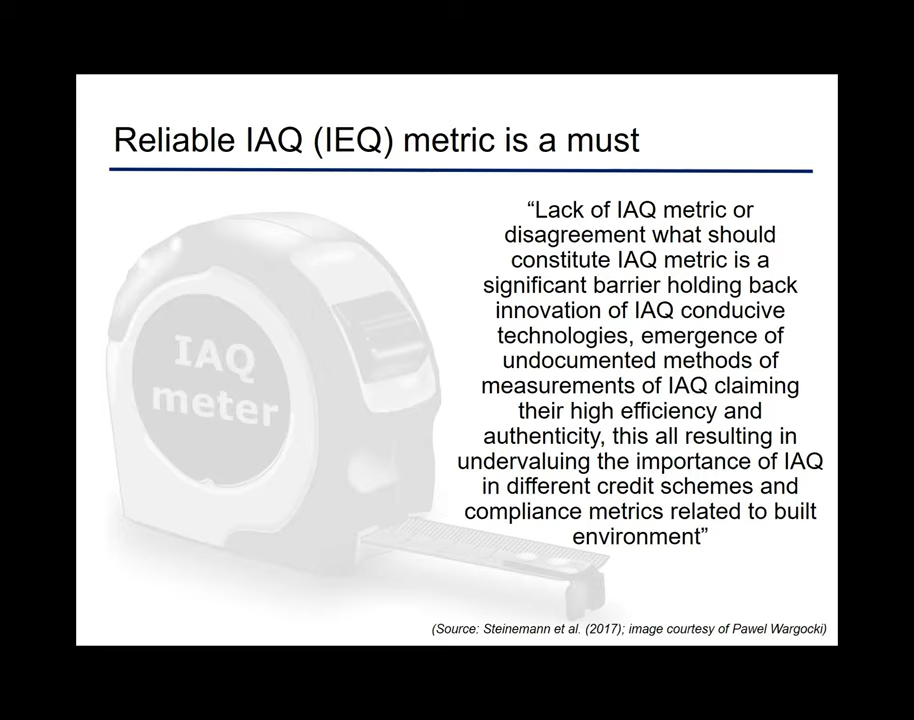 Reliable IAQ (IEQ) metric is a must
“Lack of IAQ metric or
disagreement what should
constitute IAQ metric is a
significant barrier holding back
innovation of IAQ conducive
technologies, emergence of
undocumented methods of
measurements of IAQ claiming
their high efficiency and
authenticity, this all resulting in
undervaluing the importance of IAQ
in different credit schemes and
compliance metrics related to built
environment”
IAQ
meter
(Source: Steinemann et al. (2017); image courtesy of Pawel Wargocki)